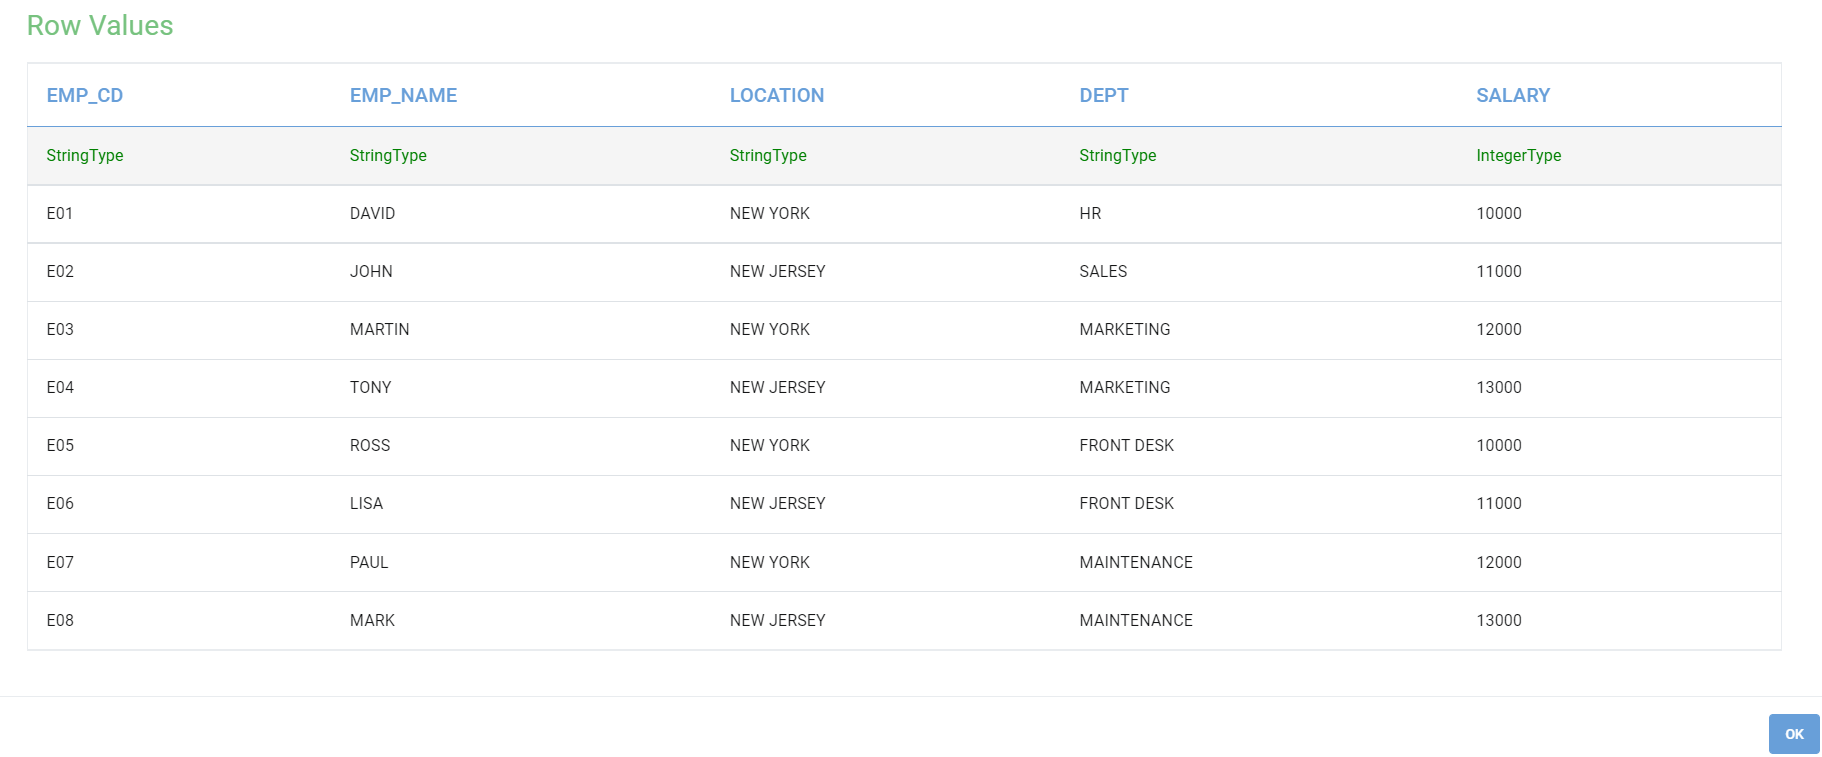 Row Values
EMP_CD EMP_NAME LOCATION DEPT SALARY
StringType StringType StringType StringType IntegerType
E01 DAVID NEW YORK HR 10000
E02 JOHN NEW JERSEY SALES 11000
E03 MARTIN NEW YORK MARKETING 12000
E04 TONY NEW JERSEY MARKETING 13000
E05 ROSS NEW YORK FRONT DESK 10000
E06 LISA NEW JERSEY FRONT DESK 11000
E07 PAUL NEW YORK MAINTENANCE 12000
E08 MARK NEW JERSEY MAINTENANCE 13000
OK